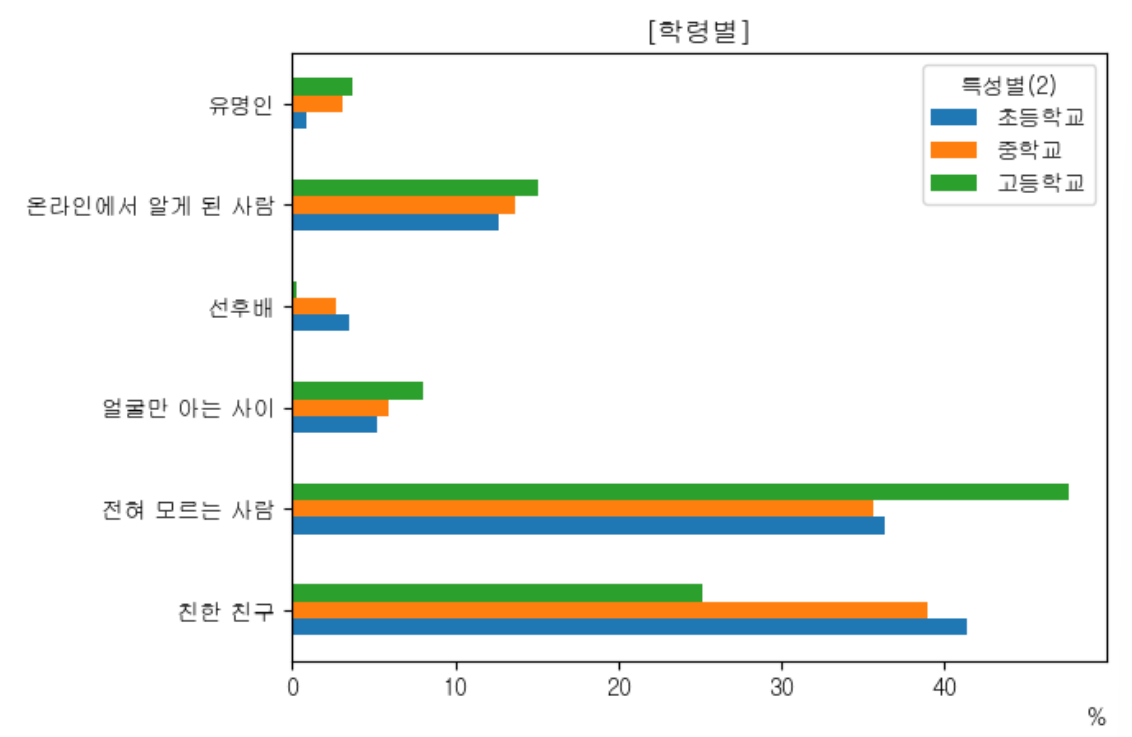 [학령별]
특성별(2)
초등학교
중학교
고등학교
유명인
온라인에서 알게 된 사람
선후배
얼굴만 아는 사이
전혀 모르는 사람
친한 친구
0 10 20 30 40
%